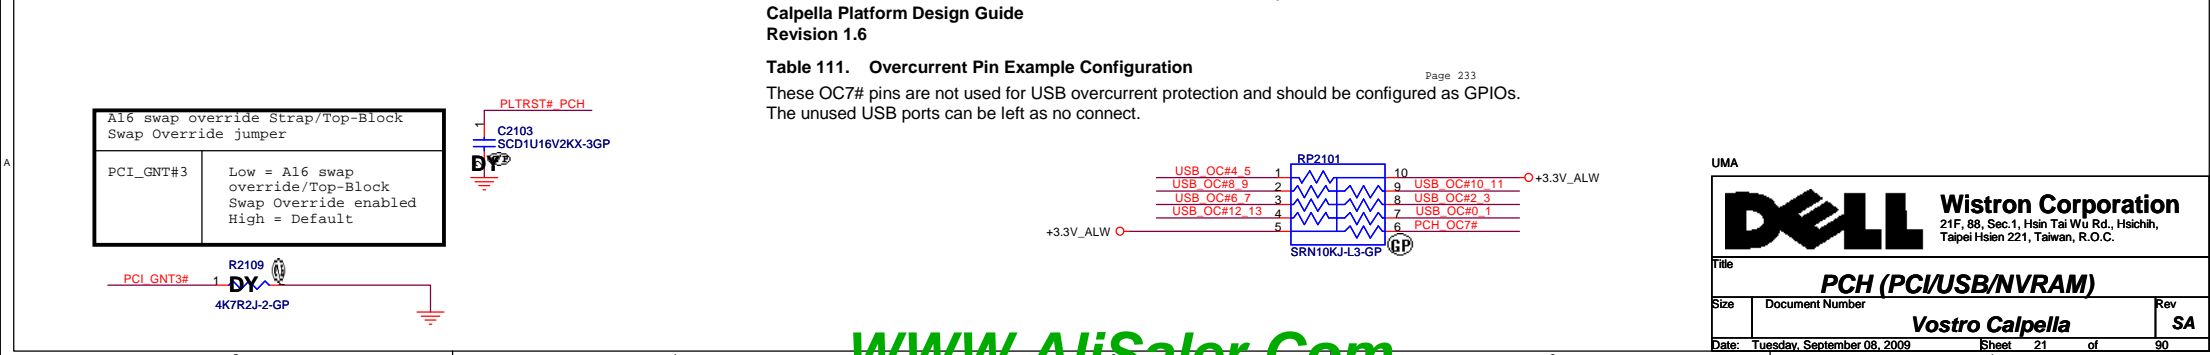 Calpella Platform Design Guide
Revision 1.6
Table 111. Overcurrent Pin Example Configuration
Page 233
These OC7# pins are not used for USB overcurrent protection and should be configured as GPIOs.
The unused USB ports can be left as no connect.
A
A16 swap override Strap/Top-Block
Swap Override jumper
PCI_GNT#3
Low = A16 swap
override/Top-Block
Swap Override enabled
High = Default
PLTRST#_PCH
1
C2103
SCD1U16V2KX-3GP
DY
PCI_GNT3#
1
R2109
DY
4K7R2J-2-GP
RP2101
USB_OC#4_5 1
USB_OC#8_9 2
USB_OC#6_7 3
USB_OC#12_13 4
+3.3V_ALW 5
10 +3.3V_ALW
9 USB_OC#10_11
8 USB_OC#2_3
7 USB_OC#0_1
6 PCH_OC7#
SRN10KJ-L3-GP
GP
UMA
DELL
Wistron Corporation
21F, 88, Sec.1, Hsin Tai Wu Rd., Hsichih,
Taipei Hsien 221, Taiwan, R.O.C.
Title
PCH (PCI/USB/NVRAM)
Size Document Number Rev
Vostro Calpella SA
Date: Tuesday, September 08, 2009 Sheet 21 of 90
WWW.AliSaler.Com